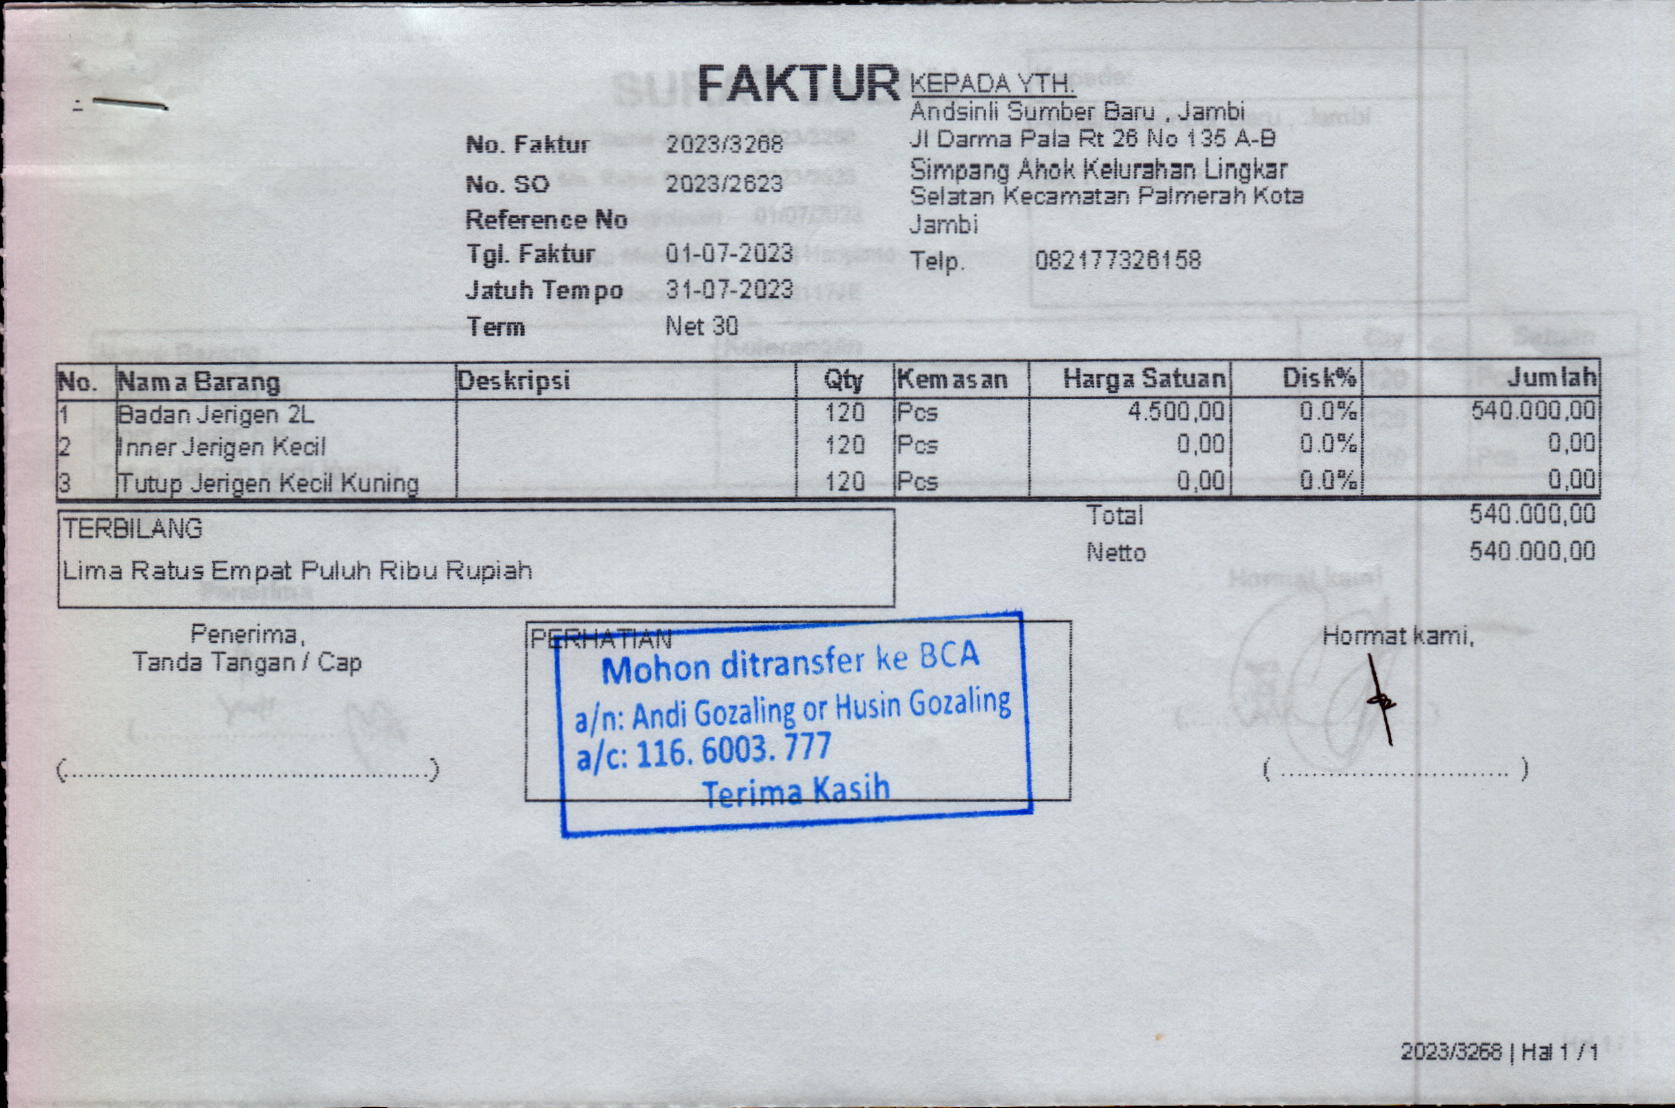 FAKTUR
No. Faktur 2023/3268
No. SO 2023/2623
Reference No
Tgl. Faktur 01-07-2023
Jatuh Tempo 31-07-2023
Term Net 30
KEPADA YTH.
Andsinli Sumber Baru , Jambi
Jl Darma Pala Rt 26 No 135 A-B
Simpang Ahok Kelurahan Lingkar
Selatan Kecamatan Palmerah Kota
Jambi
Telp. 082177326158
No. Nama Barang Deskripsi Qty Kemasan Harga Satuan Disk% Jumlah
1 Badan Jerigen 2L 120 Pcs 4.500,00 0.0% 540.000,00
2 Inner Jerigen Kecil 120 Pcs 0,00 0.0% 0,00
3 Tutup Jerigen Kecil Kuning 120 Pcs 0,00 0.0% 0,00
Total 540.000,00
Netto 540.000,00
TERBILANG
Lima Ratus Empat Puluh Ribu Rupiah
Penerima,
Tanda Tangan / Cap
(................................................)
PERHATIAN
Mohon ditransfer ke BCA
a/n: Andi Gozaling or Husin Gozaling
a/c: 116. 6003. 777
Terima Kasih
Hormat kami,
( ............................. )
2023/3268 | Hal 1 / 1